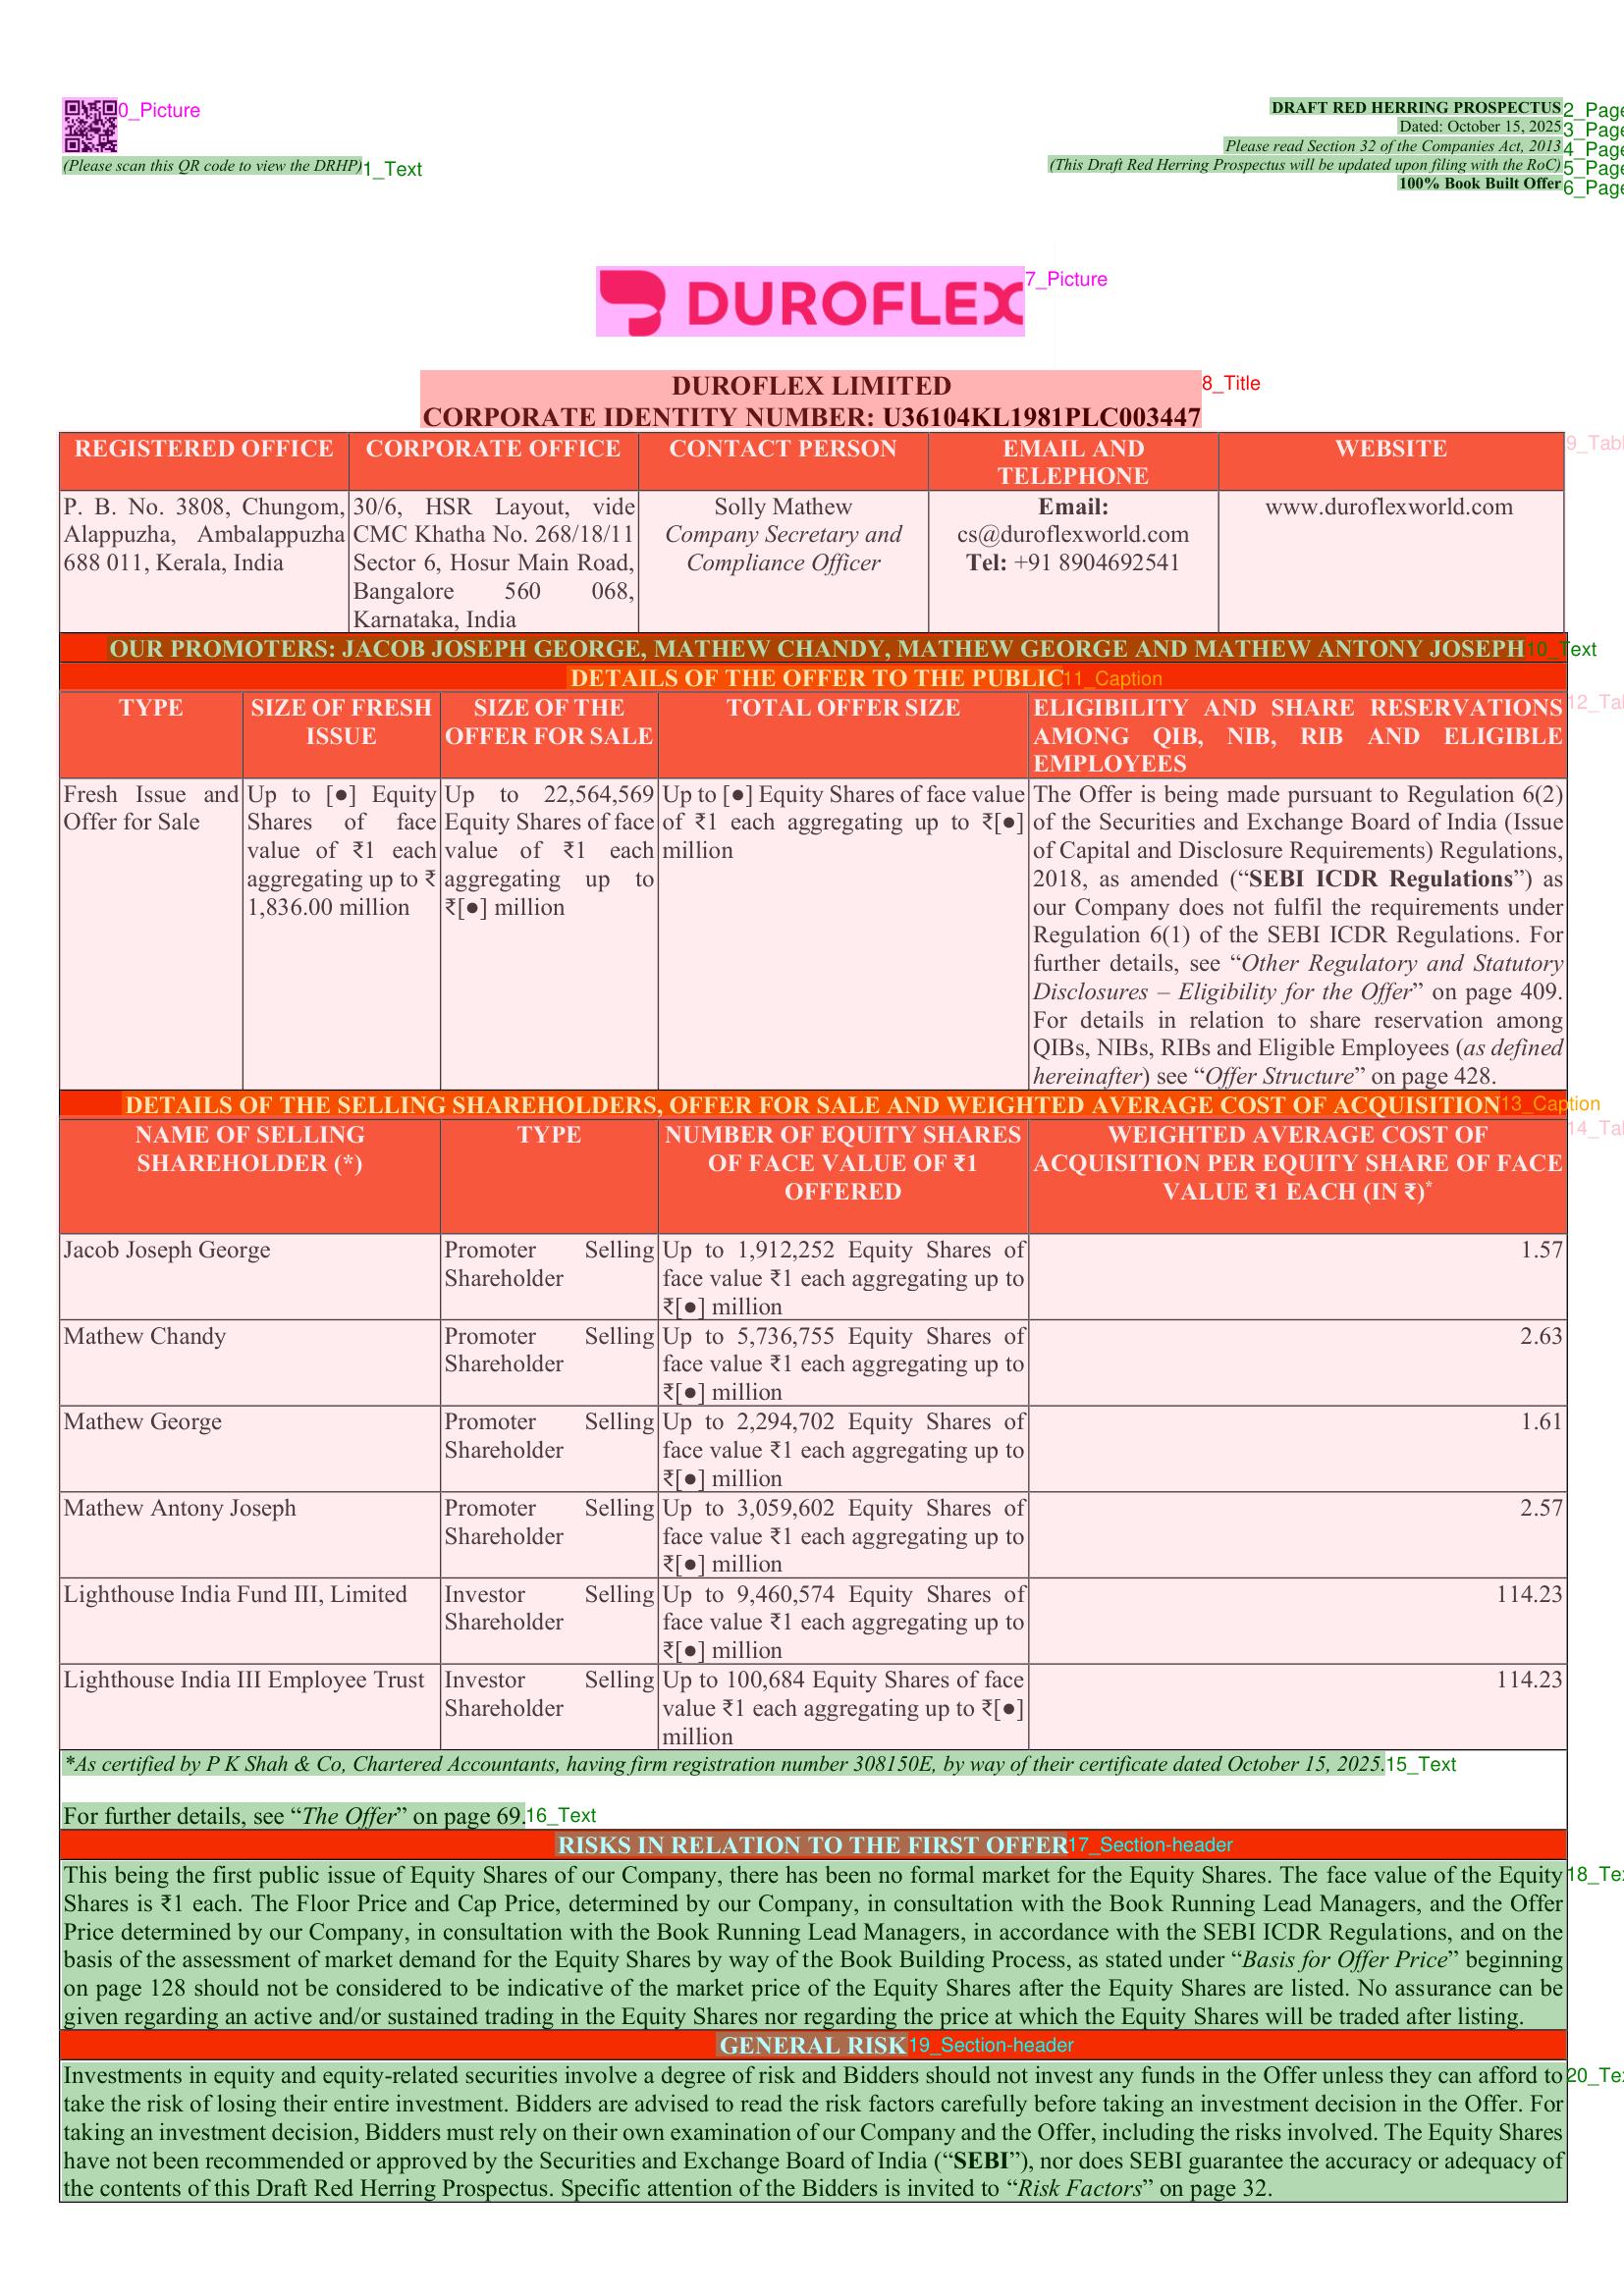 0_Picture
(Please scan this QR code to view the DRHP) 1_Text
DRAFT RED HERRING PROSPECTUS 2_Page
Dated: October 15, 2025 3_Page
Please read Section 32 of the Companies Act, 2013 4_Page
(This Draft Red Herring Prospectus will be updated upon filing with the RoC) 5_Page
100% Book Built Offer 6_Page
DUROFLEX 7_Picture
DUROFLEX LIMITED 8_Title
CORPORATE IDENTITY NUMBER: U36104KL1981PLC003447
REGISTERED OFFICE
CORPORATE OFFICE
CONTACT PERSON
EMAIL AND
TELEPHONE
WEBSITE
9_Tabl
P. B. No. 3808, Chungom,
Alappuzha, Ambalappuzha
688 011, Kerala, India
30/6, HSR Layout, vide
CMC Khatha No. 268/18/11
Sector 6, Hosur Main Road,
Bangalore 560 068,
Karnataka, India
Solly Mathew
Company Secretary and
Compliance Officer
Email:
cs@duroflexworld.com
Tel: +91 8904692541
www.duroflexworld.com
OUR PROMOTERS: JACOB JOSEPH GEORGE, MATHEW CHANDY, MATHEW GEORGE AND MATHEW ANTONY JOSEPH 10_Text
DETAILS OF THE OFFER TO THE PUBLIC 11_Caption
TYPE
SIZE OF FRESH
ISSUE
SIZE OF THE
OFFER FOR SALE
TOTAL OFFER SIZE
ELIGIBILITY AND SHARE RESERVATIONS
AMONG QIB, NIB, RIB AND ELIGIBLE
EMPLOYEES
12_Tal
Fresh Issue and
Offer for Sale
Up to [●] Equity
Shares of face
value of ₹1 each
aggregating up to ₹
1,836.00 million
Up to 22,564,569
Equity Shares of face
value of ₹1 each
aggregating up to
₹[●] million
Up to [●] Equity Shares of face value
of ₹1 each aggregating up to ₹[●]
million
The Offer is being made pursuant to Regulation 6(2)
of the Securities and Exchange Board of India (Issue
of Capital and Disclosure Requirements) Regulations,
2018, as amended (“SEBI ICDR Regulations”) as
our Company does not fulfil the requirements under
Regulation 6(1) of the SEBI ICDR Regulations. For
further details, see “Other Regulatory and Statutory
Disclosures – Eligibility for the Offer” on page 409.
For details in relation to share reservation among
QIBs, NIBs, RIBs and Eligible Employees (as defined
hereinafter) see “Offer Structure” on page 428.
DETAILS OF THE SELLING SHAREHOLDERS, OFFER FOR SALE AND WEIGHTED AVERAGE COST OF ACQUISITION 13_Caption
NAME OF SELLING
SHAREHOLDER (*)
TYPE
NUMBER OF EQUITY SHARES
OF FACE VALUE OF ₹1
OFFERED
WEIGHTED AVERAGE COST OF
ACQUISITION PER EQUITY SHARE OF FACE
VALUE ₹1 EACH (IN ₹)*
14_Tal
Jacob Joseph George
Promoter Selling
Shareholder
Up to 1,912,252 Equity Shares of
face value ₹1 each aggregating up to
₹[●] million
1.57
Mathew Chandy
Promoter Selling
Shareholder
Up to 5,736,755 Equity Shares of
face value ₹1 each aggregating up to
₹[●] million
2.63
Mathew George
Promoter Selling
Shareholder
Up to 2,294,702 Equity Shares of
face value ₹1 each aggregating up to
₹[●] million
1.61
Mathew Antony Joseph
Promoter Selling
Shareholder
Up to 3,059,602 Equity Shares of
face value ₹1 each aggregating up to
₹[●] million
2.57
Lighthouse India Fund III, Limited
Investor Selling
Shareholder
Up to 9,460,574 Equity Shares of
face value ₹1 each aggregating up to
₹[●] million
114.23
Lighthouse India III Employee Trust
Investor Selling
Shareholder
Up to 100,684 Equity Shares of face
value ₹1 each aggregating up to ₹[●]
million
114.23
*As certified by P K Shah & Co, Chartered Accountants, having firm registration number 308150E, by way of their certificate dated October 15, 2025. 15_Text
For further details, see “The Offer” on page 69. 16_Text
RISKS IN RELATION TO THE FIRST OFFER 17_Section-header
This being the first public issue of Equity Shares of our Company, there has been no formal market for the Equity Shares. The face value of the Equity 18_Tex
Shares is ₹1 each. The Floor Price and Cap Price, determined by our Company, in consultation with the Book Running Lead Managers, and the Offer
Price determined by our Company, in consultation with the Book Running Lead Managers, in accordance with the SEBI ICDR Regulations, and on the
basis of the assessment of market demand for the Equity Shares by way of the Book Building Process, as stated under “Basis for Offer Price” beginning
on page 128 should not be considered to be indicative of the market price of the Equity Shares after the Equity Shares are listed. No assurance can be
given regarding an active and/or sustained trading in the Equity Shares nor regarding the price at which the Equity Shares will be traded after listing.
GENERAL RISK 19_Section-header
Investments in equity and equity-related securities involve a degree of risk and Bidders should not invest any funds in the Offer unless they can afford to 20_Tex
take the risk of losing their entire investment. Bidders are advised to read the risk factors carefully before taking an investment decision in the Offer. For
taking an investment decision, Bidders must rely on their own examination of our Company and the Offer, including the risks involved. The Equity Shares
have not been recommended or approved by the Securities and Exchange Board of India (“SEBI”), nor does SEBI guarantee the accuracy or adequacy of
the contents of this Draft Red Herring Prospectus. Specific attention of the Bidders is invited to “Risk Factors” on page 32.